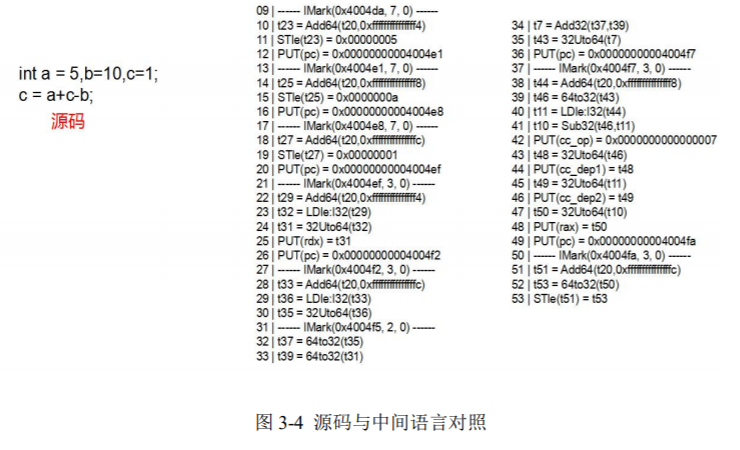 int a = 5,b=10,c=1;
c = a+c-b;
源码
09 | ------ IMark(0x4004da, 7, 0) ------
10 | t23 = Add64(t20,0xfffffffffffffff4)
11 | STle(t23) = 0x00000005
12 | PUT(pc) = 0x00000000004004e1
13 | ------ IMark(0x4004e1, 7, 0) ------
14 | t25 = Add64(t20,0xfffffffffffffff8)
15 | STle(t25) = 0x0000000a
16 | PUT(pc) = 0x00000000004004e8
17 | ------ IMark(0x4004e8, 7, 0) ------
18 | t27 = Add64(t20,0xfffffffffffffffc)
19 | STle(t27) = 0x00000001
20 | PUT(pc) = 0x00000000004004ef
21 | ------ IMark(0x4004ef, 3, 0) ------
22 | t29 = Add64(t20,0xfffffffffffffff4)
23 | t32 = LDle:I32(t29)
24 | t31 = 32Uto64(t32)
25 | PUT(rdx) = t31
26 | PUT(pc) = 0x00000000004004f2
27 | ------ IMark(0x4004f2, 3, 0) ------
28 | t33 = Add64(t20,0xfffffffffffffffc)
29 | t36 = LDle:I32(t33)
30 | t35 = 32Uto64(t36)
31 | ------ IMark(0x4004f5, 2, 0) ------
32 | t37 = 64to32(t35)
33 | t39 = 64to32(t31)
34 | t7 = Add32(t37,t39)
35 | t43 = 32Uto64(t7)
36 | PUT(pc) = 0x00000000004004f7
37 | ------ IMark(0x4004f7, 3, 0) ------
38 | t44 = Add64(t20,0xfffffffffffffff8)
39 | t46 = 64to32(t43)
40 | t11 = LDle:I32(t44)
41 | t10 = Sub32(t46,t11)
42 | PUT(cc_op) = 0x0000000000000007
43 | t48 = 32Uto64(t46)
44 | PUT(cc_dep1) = t48
45 | t49 = 32Uto64(t11)
46 | PUT(cc_dep2) = t49
47 | t50 = 32Uto64(t10)
48 | PUT(rax) = t50
49 | PUT(pc) = 0x00000000004004fa
50 | ------ IMark(0x4004fa, 3, 0) ------
51 | t51 = Add64(t20,0xfffffffffffffffc)
52 | t53 = 64to32(t50)
53 | STle(t51) = t53
图 3-4 源码与中间语言对照